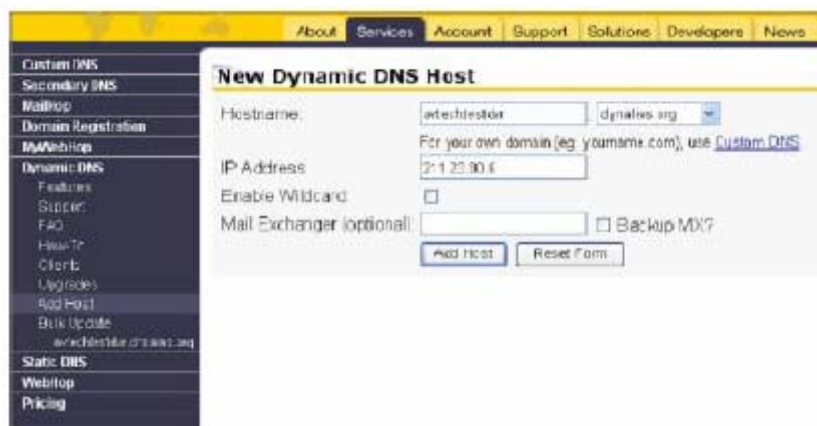 About Services Account Support Solutions Developers News
Custom DNS
Secondary DNS
MailHop
Domain Registration
MyWebHop
Dynamic DNS
Features
Support
FAQ
How-To
Clients
Upgrades
Add Host
Bulk Update
Static DNS
WebHop
Pricing
New Dynamic DNS Host
Hostname:
avtechtestdvr . dynalias.org
For your own domain (eg: yourname.com), use Custom DNS
IP Address
Enable Wildcard
Mail Exchanger (optional): Backup MX?
Add Host Reset Form